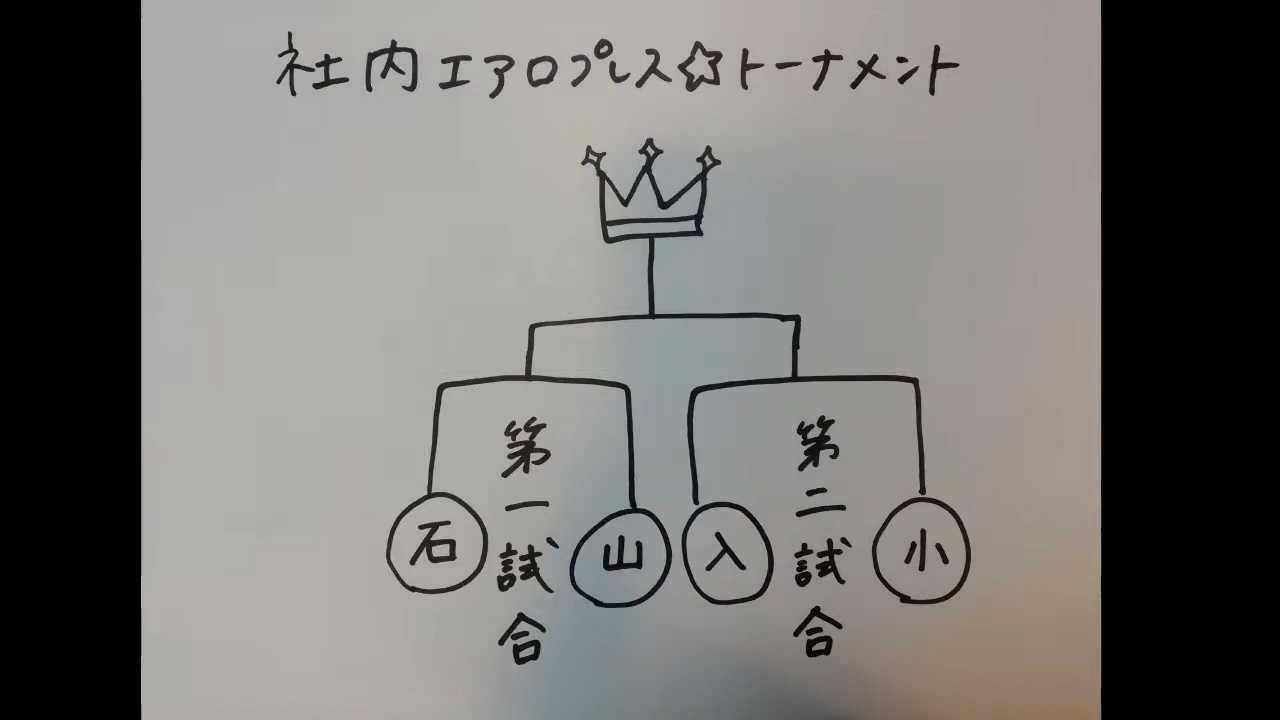 社内エアロプレス☆トーナメント
第一試合
第二試合
石
山
入
小